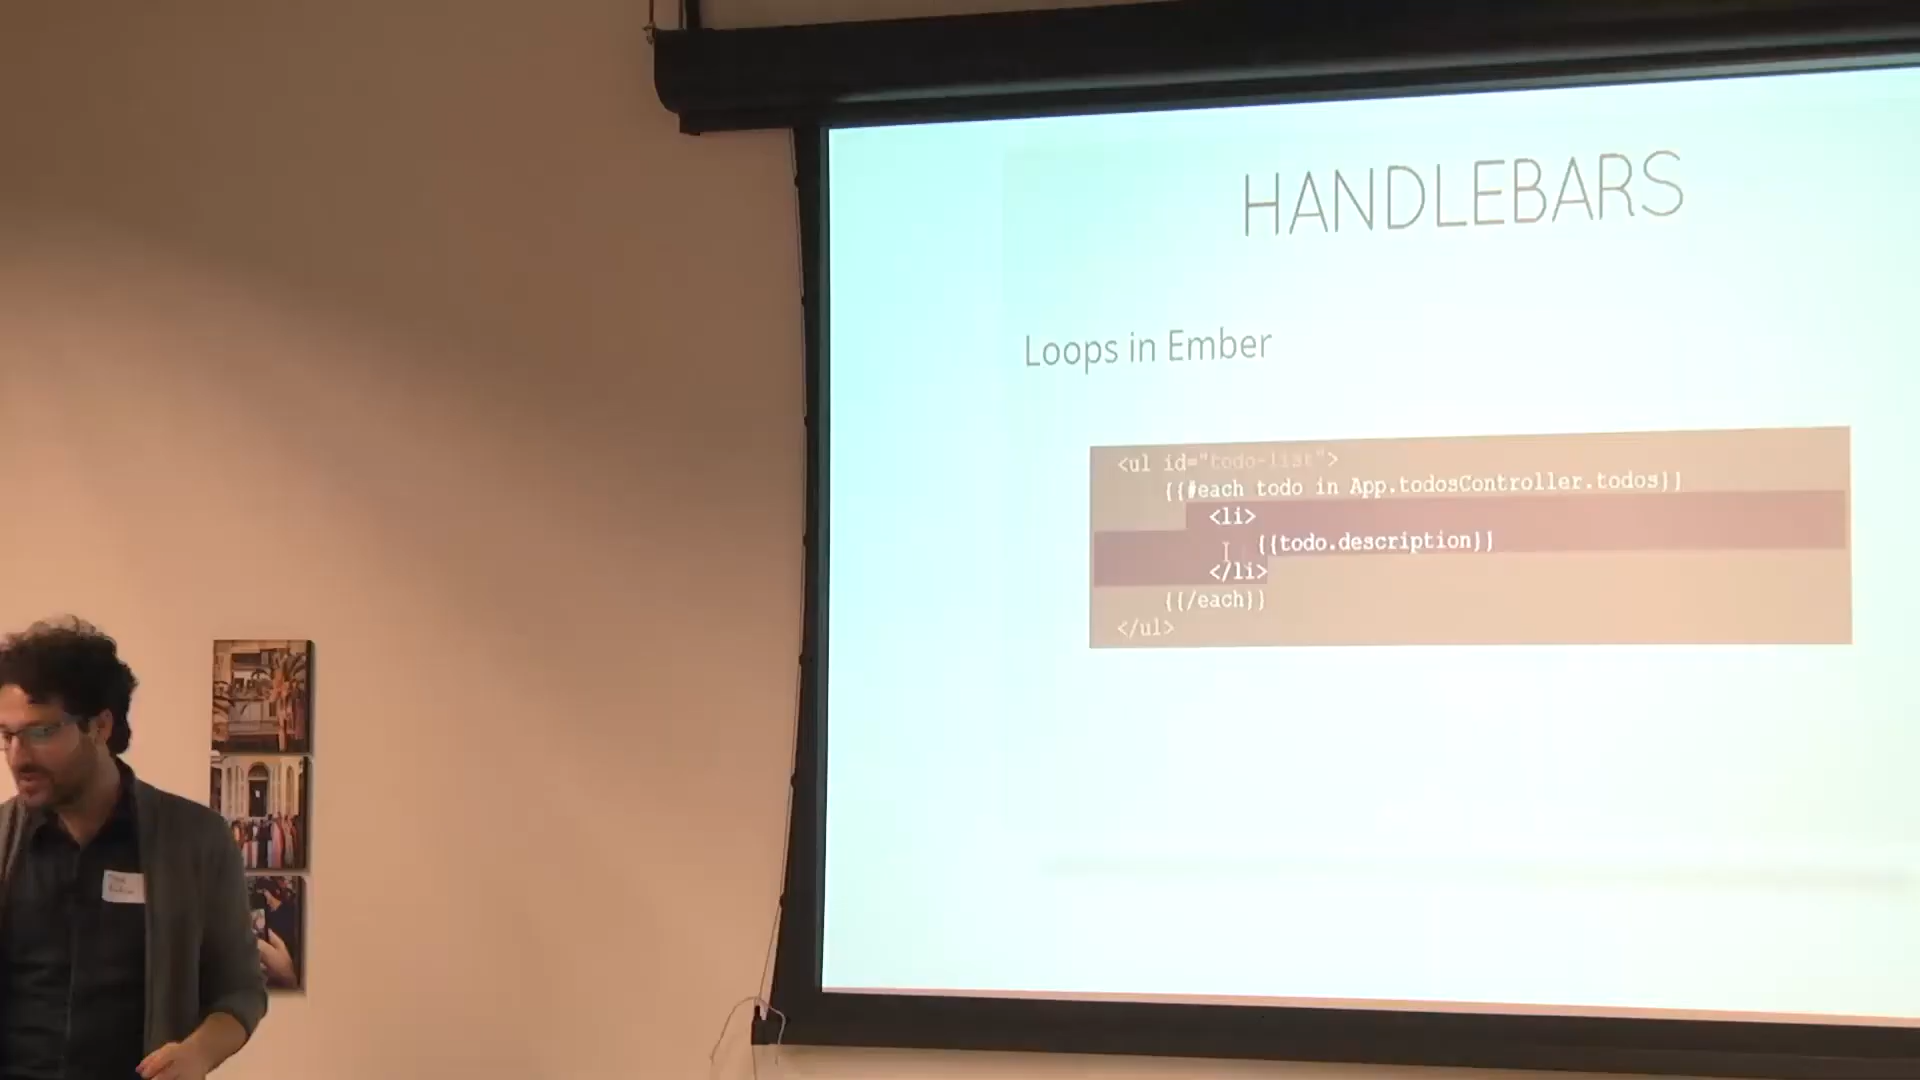 HANDLEBARS
Loops in Ember
<ul id="todo-list">
{{#each todo in App.todosController.todos}}
<li>
{{todo.description}}
</li>
{{/each}}
</ul>